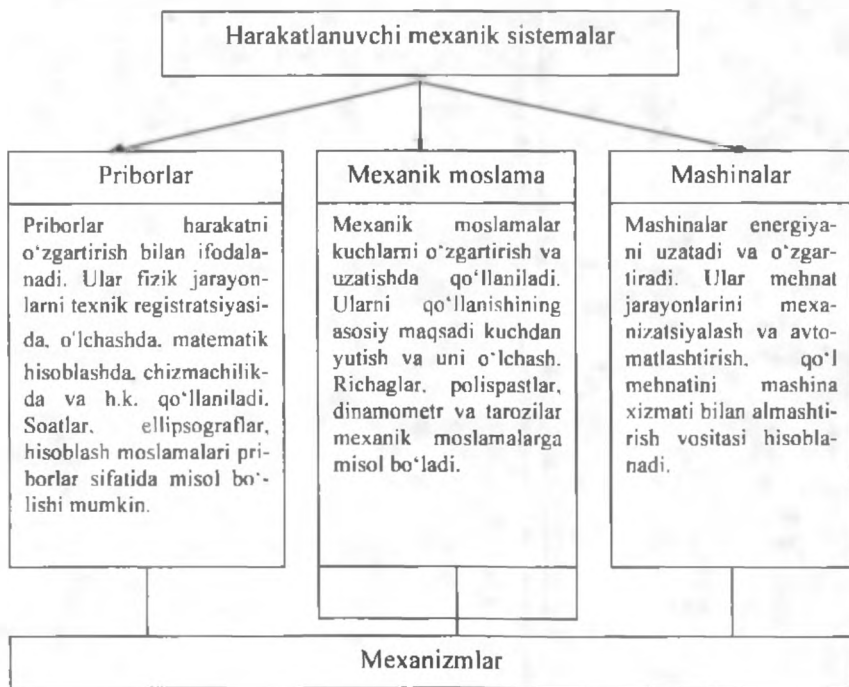 Harakatlanuvchi mexanik sistemalar
Priborlar
Priborlar harakatni
o‘zgartirish bilan ifodala-
nadi. Ular fizik jarayon-
larni texnik registratsiyasi-
da, o'lchashda, matematik
hisoblashda, chizmachilik-
da va h.k. qo‘llaniladi.
Soatlar, ellipsograflar,
hisoblash moslamalari pri-
borlar sifatida misol bo‘-
lishi mumkin.
Mexanik moslama
Mexanik moslamalar
kuchlarni o‘zgartirish va
uzatishda qo‘llaniladi.
Ularni qo‘llanishining
asosiy maqsadi kuchdan
yutish va uni o‘lchash.
Richaglar, polispastlar,
dinamometr va tarozilar
mexanik moslamalarga
misol bo‘ladi.
Mashinalar
Mashinalar energiya-
ni uzatadi va o‘zgar-
tiradi. Ular mehnat
jarayonlarini mexa-
nizatsiyalash va avto-
matlashtirish, qo‘l
mehnatini mashina
xizmati bilan almashti-
rish vositasi hisobla-
nadi.
Mexanizmlar